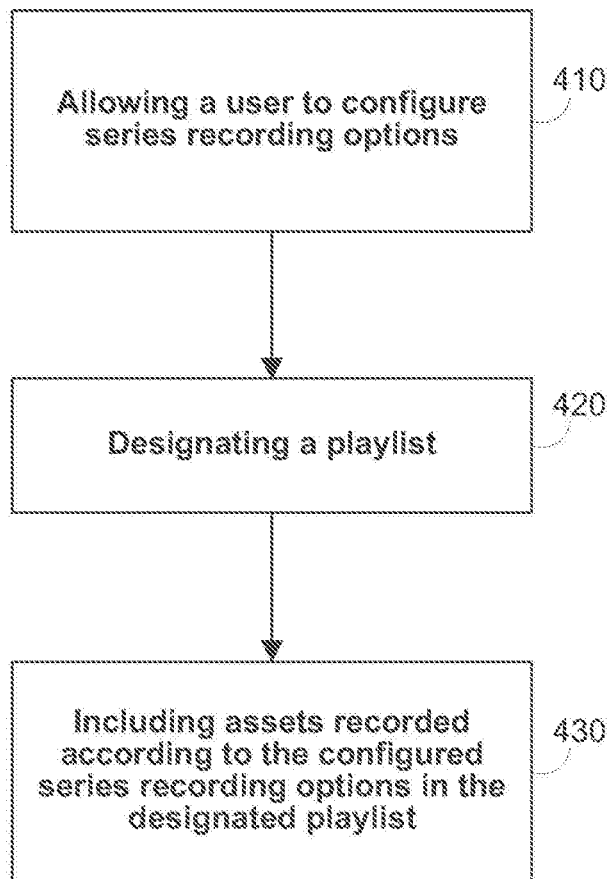 Allowing a user to configure
series recording options
410
Designating a playlist
420
Including assets recorded
according to the configured
series recording options in the
designated playlist
430